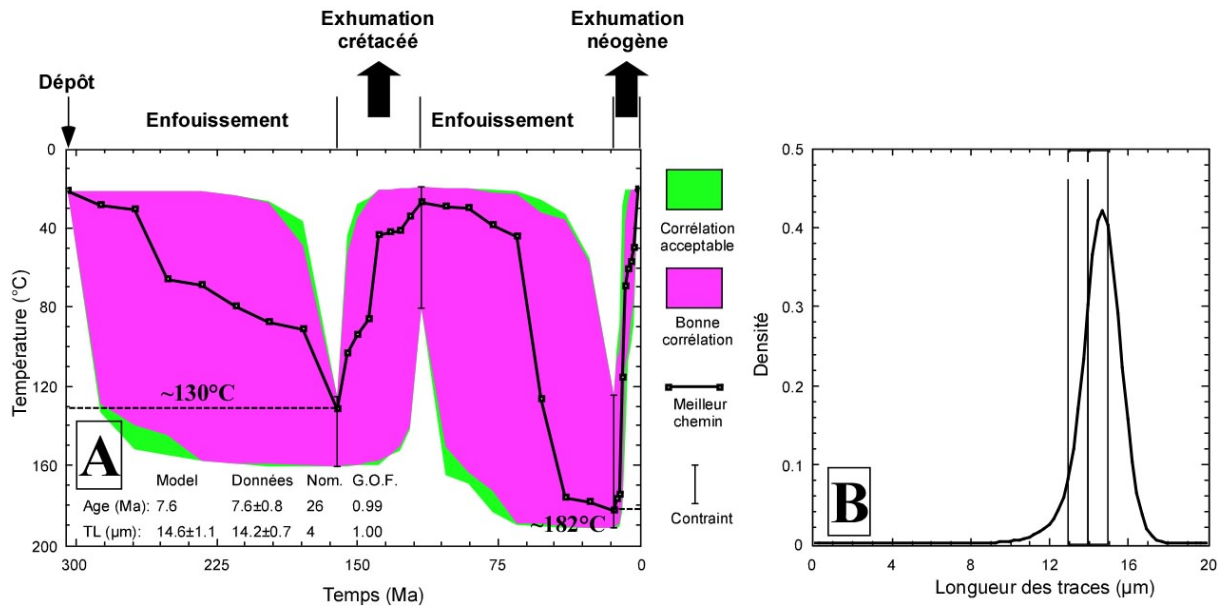 Exhumation
crétacéé
Exhumation
néogène
Dépôt
Enfouissement
Enfouissement
0
40
80
120
160
200
Température (°C)
300
225
150
75
0
Temps (Ma)
~130°C
~182°C
A
Model Données Nom. G.O.F.
Age (Ma): 7.6 7.6±0.8 26 0.99
TL (µm): 14.6±1.1 14.2±0.7 4 1.00
Corrélation
acceptable
Bonne
corrélation
Meilleur
chemin
Contraint
0.5
0.4
0.3
0.2
0.1
0
Densité
B
0
4
8
12
16
20
Longueur des traces (µm)